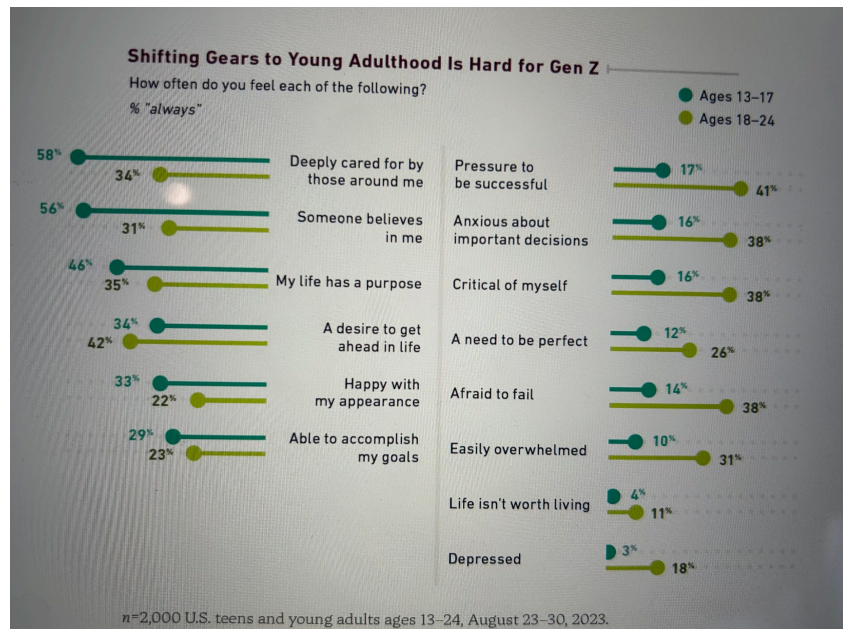 Shifting Gears to Young Adulthood Is Hard for Gen Z
How often do you feel each of the following?
% "always"
Ages 13–17
Ages 18–24
58%
34%
Deeply cared for by
those around me
56%
31%
Someone believes
in me
46%
35%
My life has a purpose
34%
42%
A desire to get
ahead in life
33%
22%
Happy with
my appearance
29%
23%
Able to accomplish
my goals
Pressure to
be successful
17%
41%
Anxious about
important decisions
16%
38%
Critical of myself
16%
38%
A need to be perfect
12%
26%
Afraid to fail
14%
38%
Easily overwhelmed
10%
31%
Life isn't worth living
4%
11%
Depressed
3%
18%
n=2,000 U.S. teens and young adults ages 13–24, August 23–30, 2023.